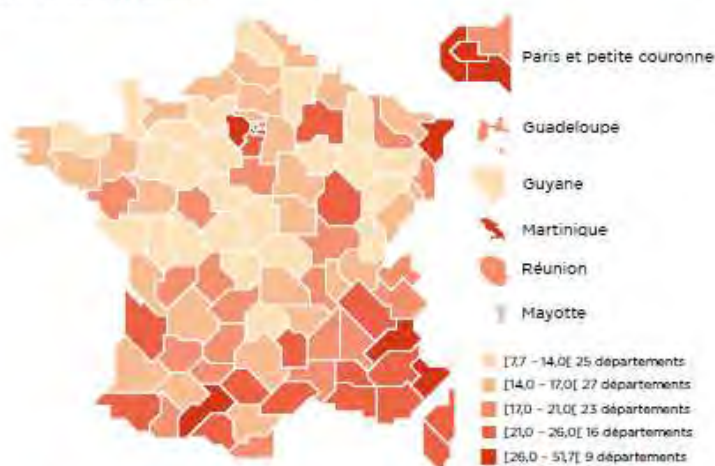 Paris et petite couronne
Guadeloupe
Guyane
Martinique
Réunion
Mayotte
[7,7 - 14,0[ 25 départements
[14,0 - 17,0[ 27 départements
[17,0 - 21,0[ 23 départements
[21,0 - 26,0[ 16 départements
[26,0 - 51,7[ 9 départements